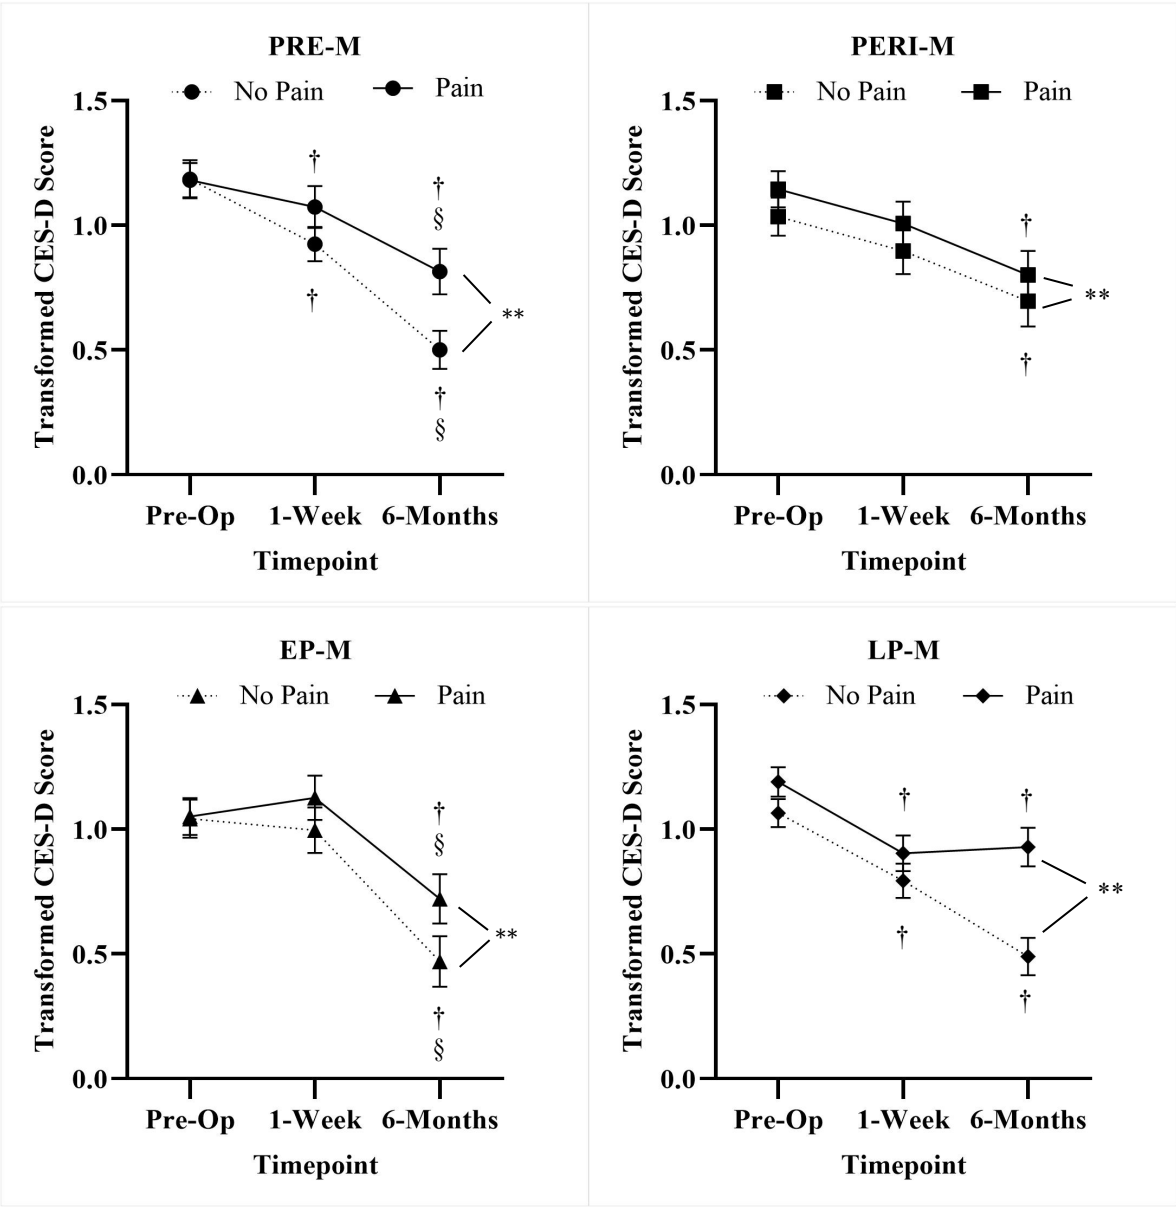 PRE-M
No Pain Pain
Transformed CES-D Score
1.5
1.0
0.5
0.0
†
†
§
†
**
†
§
Pre-Op 1-Week 6-Months
Timepoint
PERI-M
No Pain Pain
Transformed CES-D Score
1.5
1.0
0.5
0.0
†
**
†
Pre-Op 1-Week 6-Months
Timepoint
EP-M
No Pain Pain
Transformed CES-D Score
1.5
1.0
0.5
0.0
†
§
**
†
§
Pre-Op 1-Week 6-Months
Timepoint
LP-M
No Pain Pain
Transformed CES-D Score
1.5
1.0
0.5
0.0
† †
**
†
†
Pre-Op 1-Week 6-Months
Timepoint